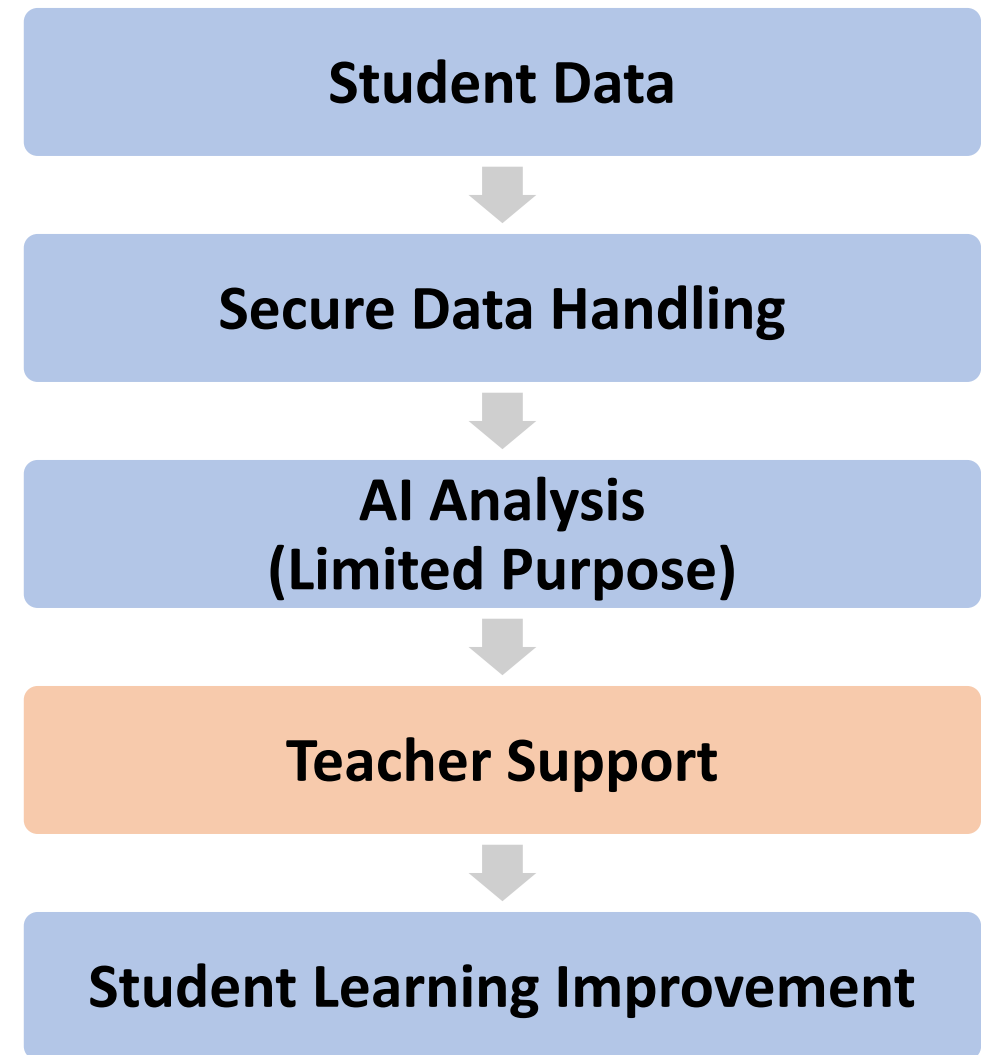 Student Data
Secure Data Handling
AI Analysis
(Limited Purpose)
Teacher Support
Student Learning Improvement